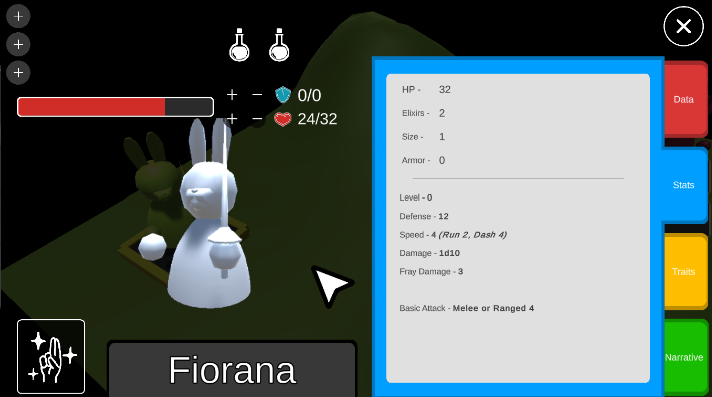 0/0
24/32
HP - 32
Elixirs - 2
Size - 1
Armor - 0
Level - 0
Defense - 12
Speed - 4 (Run 2, Dash 4)
Damage - 1d10
Fray Damage - 3
Basic Attack - Melee or Ranged 4
Data
Stats
Traits
Narrative
Fiorana